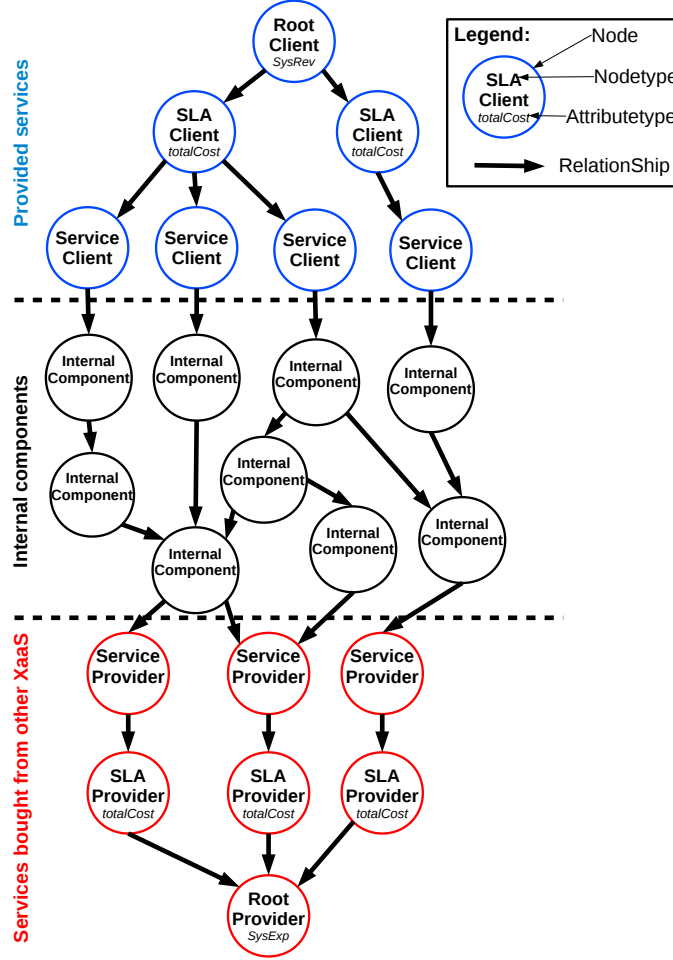 Root
Client
SysRev
Legend:
Node
SLA
Client
totalCost
Nodetype
Attributetype
RelationShip
Provided services
SLA
Client
totalCost
SLA
Client
totalCost
Service
Client
Service
Client
Service
Client
Service
Client
Internal components
Internal
Component
Internal
Component
Internal
Component
Internal
Component
Internal
Component
Internal
Component
Internal
Component
Internal
Component
Internal
Component
Services bought from other XaaS
Service
Provider
Service
Provider
Service
Provider
SLA
Provider
totalCost
SLA
Provider
totalCost
SLA
Provider
totalCost
Root
Provider
SysExp